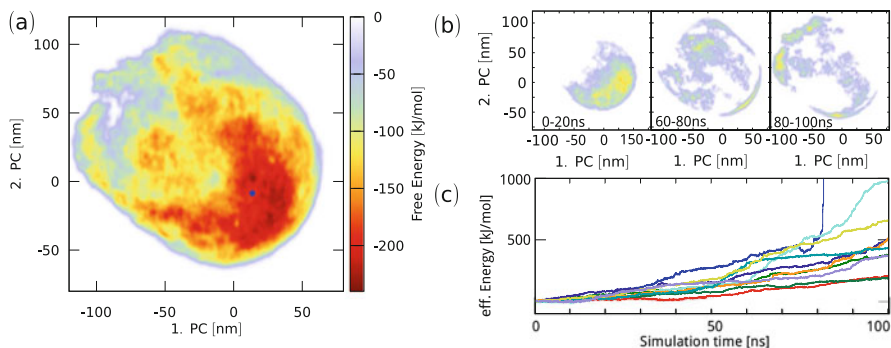 (a)
100
50
0
-50
2. PC [nm]
-100
-50
0
50
1. PC [nm]
0
-50
-100
-150
-200
Free Energy [kJ/mol]
(b)
100
50
0
-50
2. PC [nm]
0-20ns
60-80ns
80-100ns
-100
0
50
150
-100
-50
0
50
-100
-50
0
50
1. PC [nm]
1. PC [nm]
1. PC [nm]
(c)
1000
500
eff. Energy [kJ/mol]
0
50
100
Simulation time [ns]